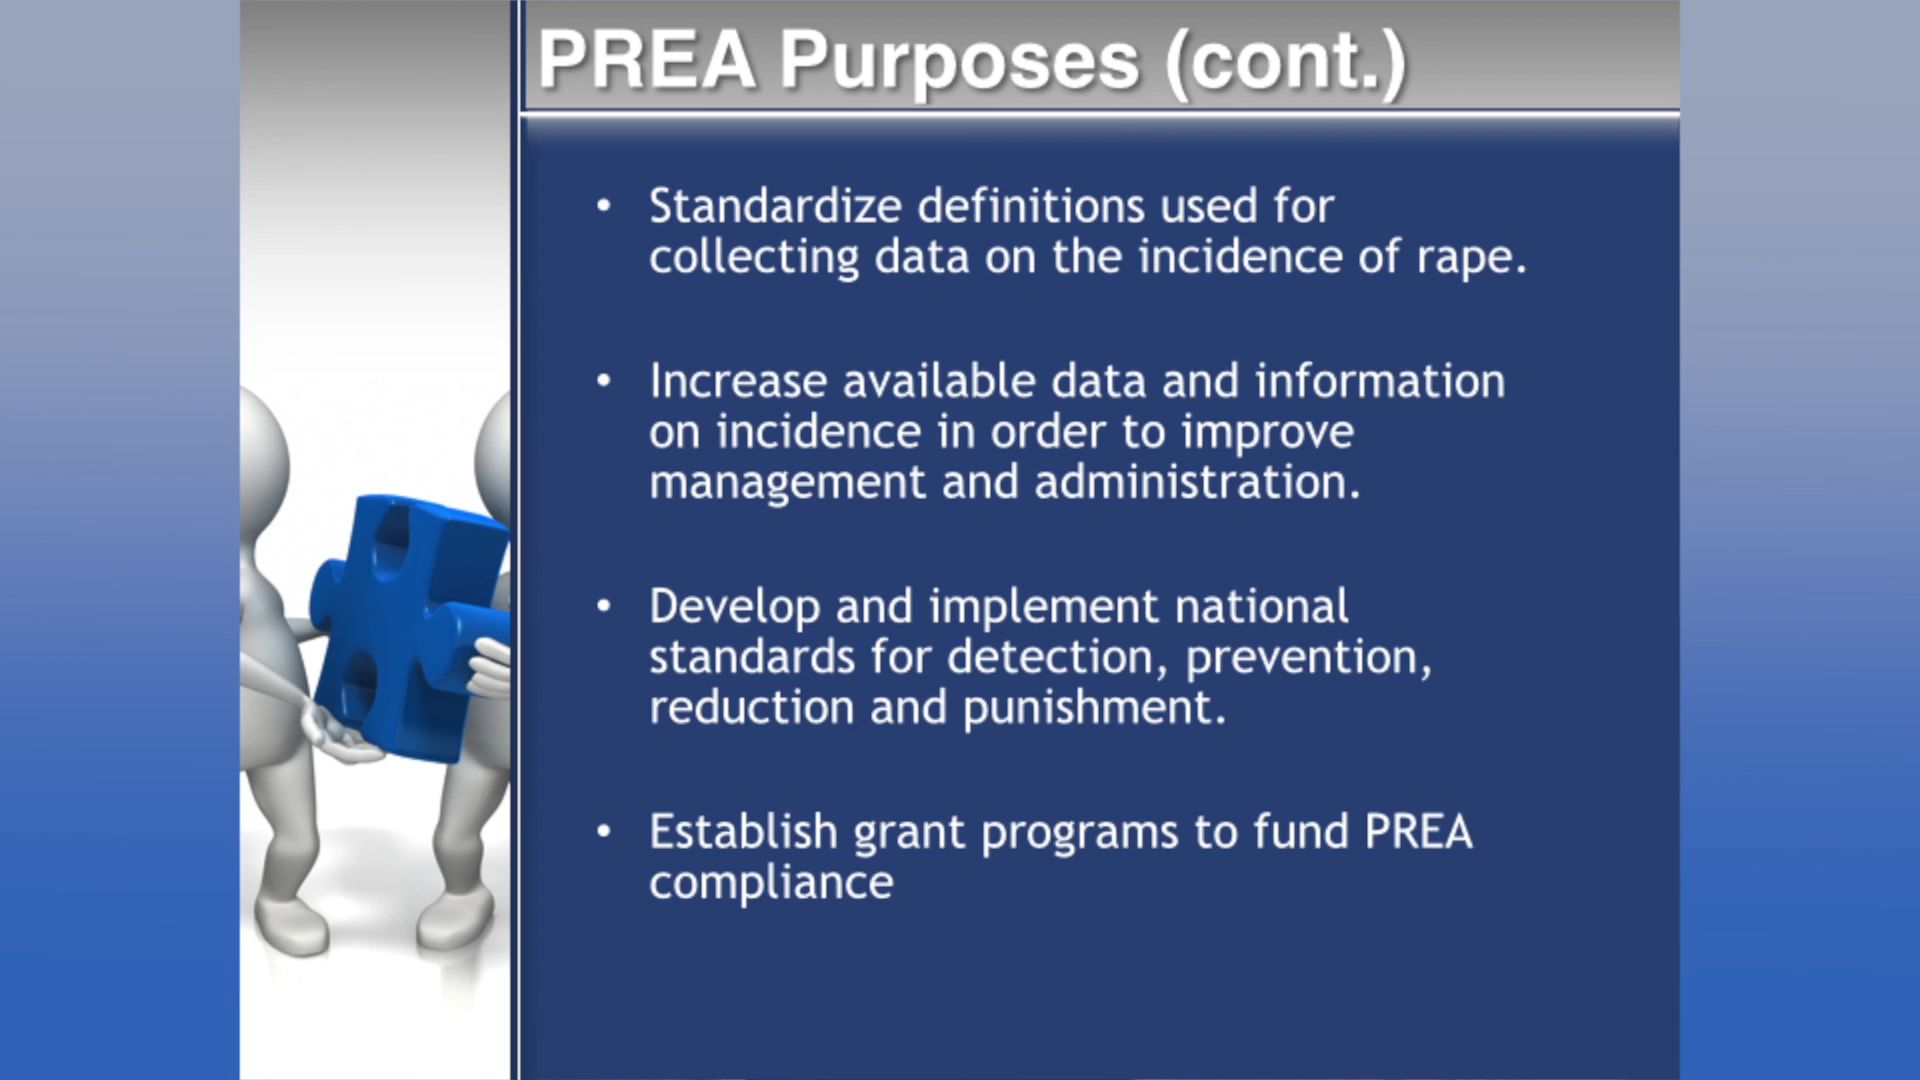 PREA Purposes (cont.)
• Standardize definitions used for
collecting data on the incidence of rape.
• Increase available data and information
on incidence in order to improve
management and administration.
• Develop and implement national
standards for detection, prevention,
reduction and punishment.
• Establish grant programs to fund PREA
compliance